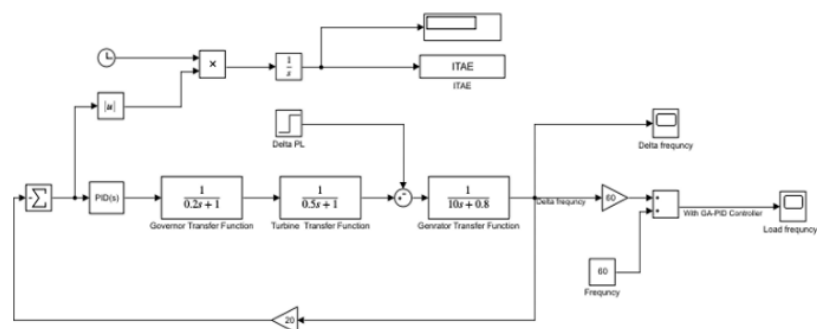 ×
1
s
ITAE
ITAE
|u|
Delta PL
Delta frequncy
Σ
PID(s)
1
0.2s + 1
Governor Transfer Function
1
0.5s + 1
Turbine Transfer Function
1
10s + 0.8
Genrator Transfer Function
Delta frequncy
60
With GA-PID Controller
Load frequncy
60
Frequncy
20